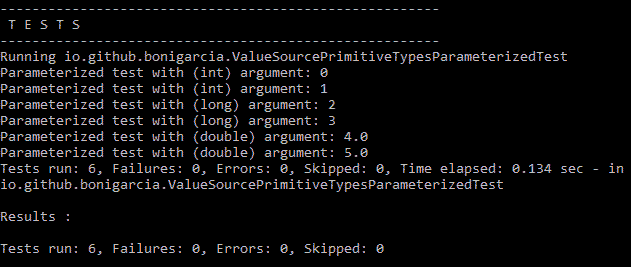 -------------------------------------------------------
 T E S T S
-------------------------------------------------------
Running io.github.bonigarcia.ValueSourcePrimitiveTypesParameterizedTest
Parameterized test with (int) argument: 0
Parameterized test with (int) argument: 1
Parameterized test with (long) argument: 2
Parameterized test with (long) argument: 3
Parameterized test with (double) argument: 4.0
Parameterized test with (double) argument: 5.0
Tests run: 6, Failures: 0, Errors: 0, Skipped: 0, Time elapsed: 0.134 sec - in
io.github.bonigarcia.ValueSourcePrimitiveTypesParameterizedTest
Results :
Tests run: 6, Failures: 0, Errors: 0, Skipped: 0